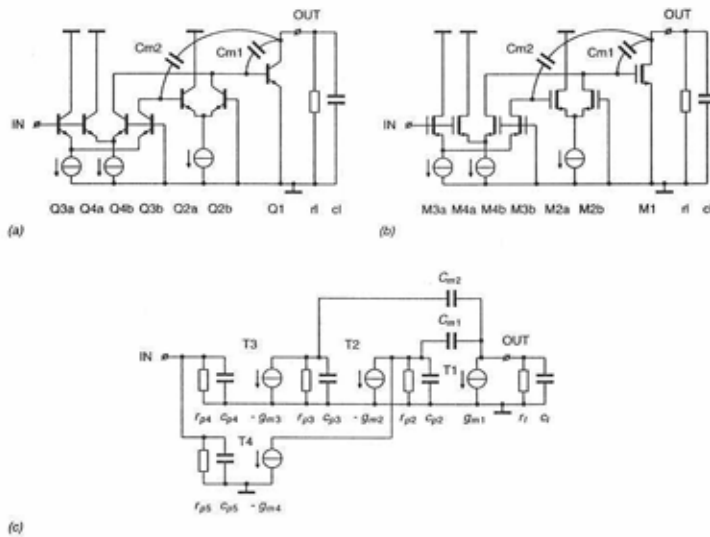 OUT
Cm2
Cm1
IN
Q3a Q4a Q4b Q3b Q2a Q2b Q1 rl cl
(a)
OUT
Cm2
Cm1
IN
M3a M4a M4b M3b M2a M2b M1 rl cl
(b)
Cm2
Cm1
OUT
IN
T3
T2
T1
rp4 cp4 - gm3 rp3 cp3 - gm2 rp2 cp2 gm1 rl cl
T4
rp5 cp5 - gm4
(c)